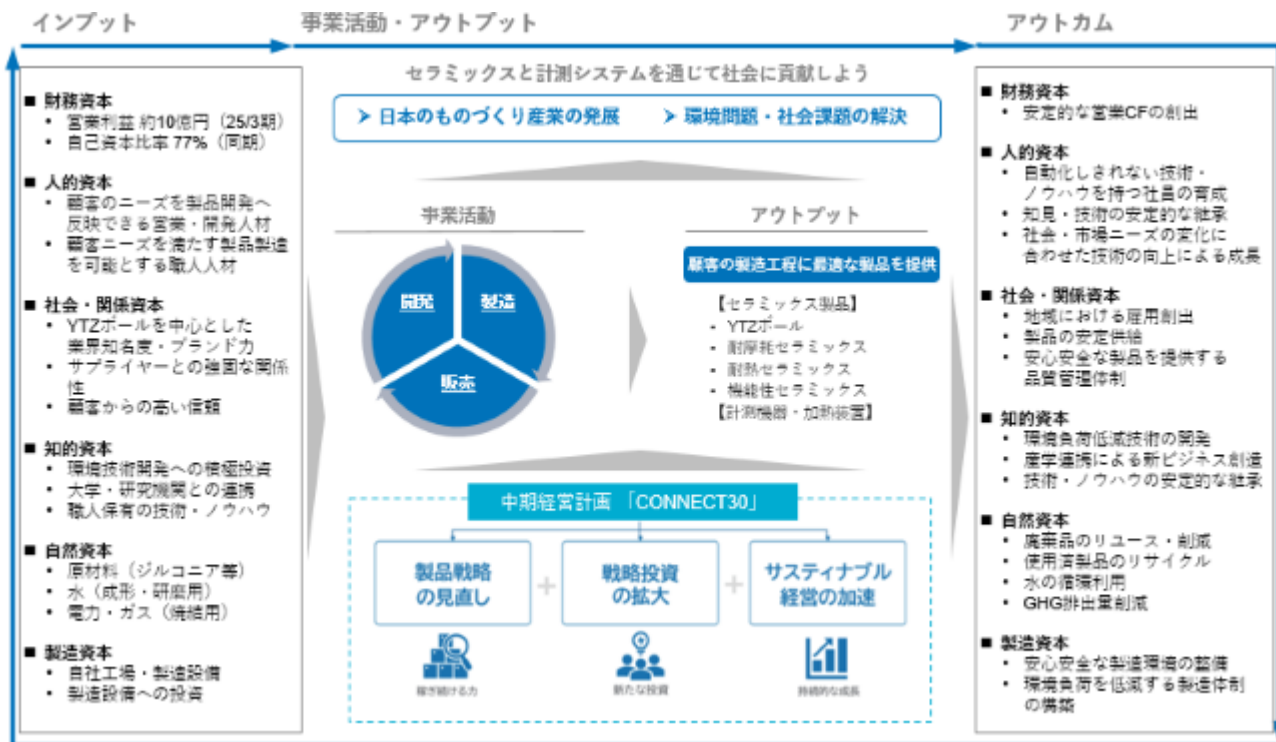 インプット
事業活動・アウトプット
アウトカム
■ 財務資本
• 営業利益 約10億円（25/3期）
• 自己資本比率 77%（同期）
■ 人的資本
• 顧客のニーズを製品開発へ
反映できる営業・開発人材
• 顧客ニーズを満たす製品製造
を可能とする職人人材
■ 社会・関係資本
• YTZボールを中心とした
業界知名度・ブランド力
• サプライヤーとの強固な関係
性
• 顧客からの高い信頼
■ 知的資本
• 環境技術開発への積極投資
• 大学・研究機関との連携
• 職人保有の技術・ノウハウ
■ 自然資本
• 原材料（ジルコニア等）
• 水（成形・研磨用）
• 電力・ガス（焼結用）
■ 製造資本
• 自社工場・製造設備
• 製造設備への投資
セラミックスと計測システムを通じて社会に貢献しよう
➤ 日本のものづくり産業の発展 ➤ 環境問題・社会課題の解決
事業活動
開発
製造
販売
アウトプット
顧客の製造工程に最適な製品を提供
【セラミックス製品】
• YTZボール
• 耐摩耗セラミックス
• 耐熱セラミックス
• 機能性セラミックス
【計測機器・加熱装置】
中期経営計画 「CONNECT30」
製品戦略
の見直し
+
戦略投資
の拡大
+
サスティナブル
経営の加速
稼ぎ続ける力
新たな投資
持続的な成長
■ 財務資本
• 安定的な営業CFの創出
■ 人的資本
• 自動化しきれない技術・
ノウハウを持つ社員の育成
• 知見・技術の安定的な継承
• 社会・市場ニーズの変化に
合わせた技術の向上による成長
■ 社会・関係資本
• 地域における雇用創出
• 製品の安定供給
• 安心安全な製品を提供する
品質管理体制
■ 知的資本
• 環境負荷低減技術の開発
• 産学連携による新ビジネス創造
• 技術・ノウハウの安定的な継承
■ 自然資本
• 廃棄品のリユース・削減
• 使用済製品のリサイクル
• 水の循環利用
• GHG排出量削減
■ 製造資本
• 安心安全な製造環境の整備
• 環境負荷を低減する製造体制
の構築